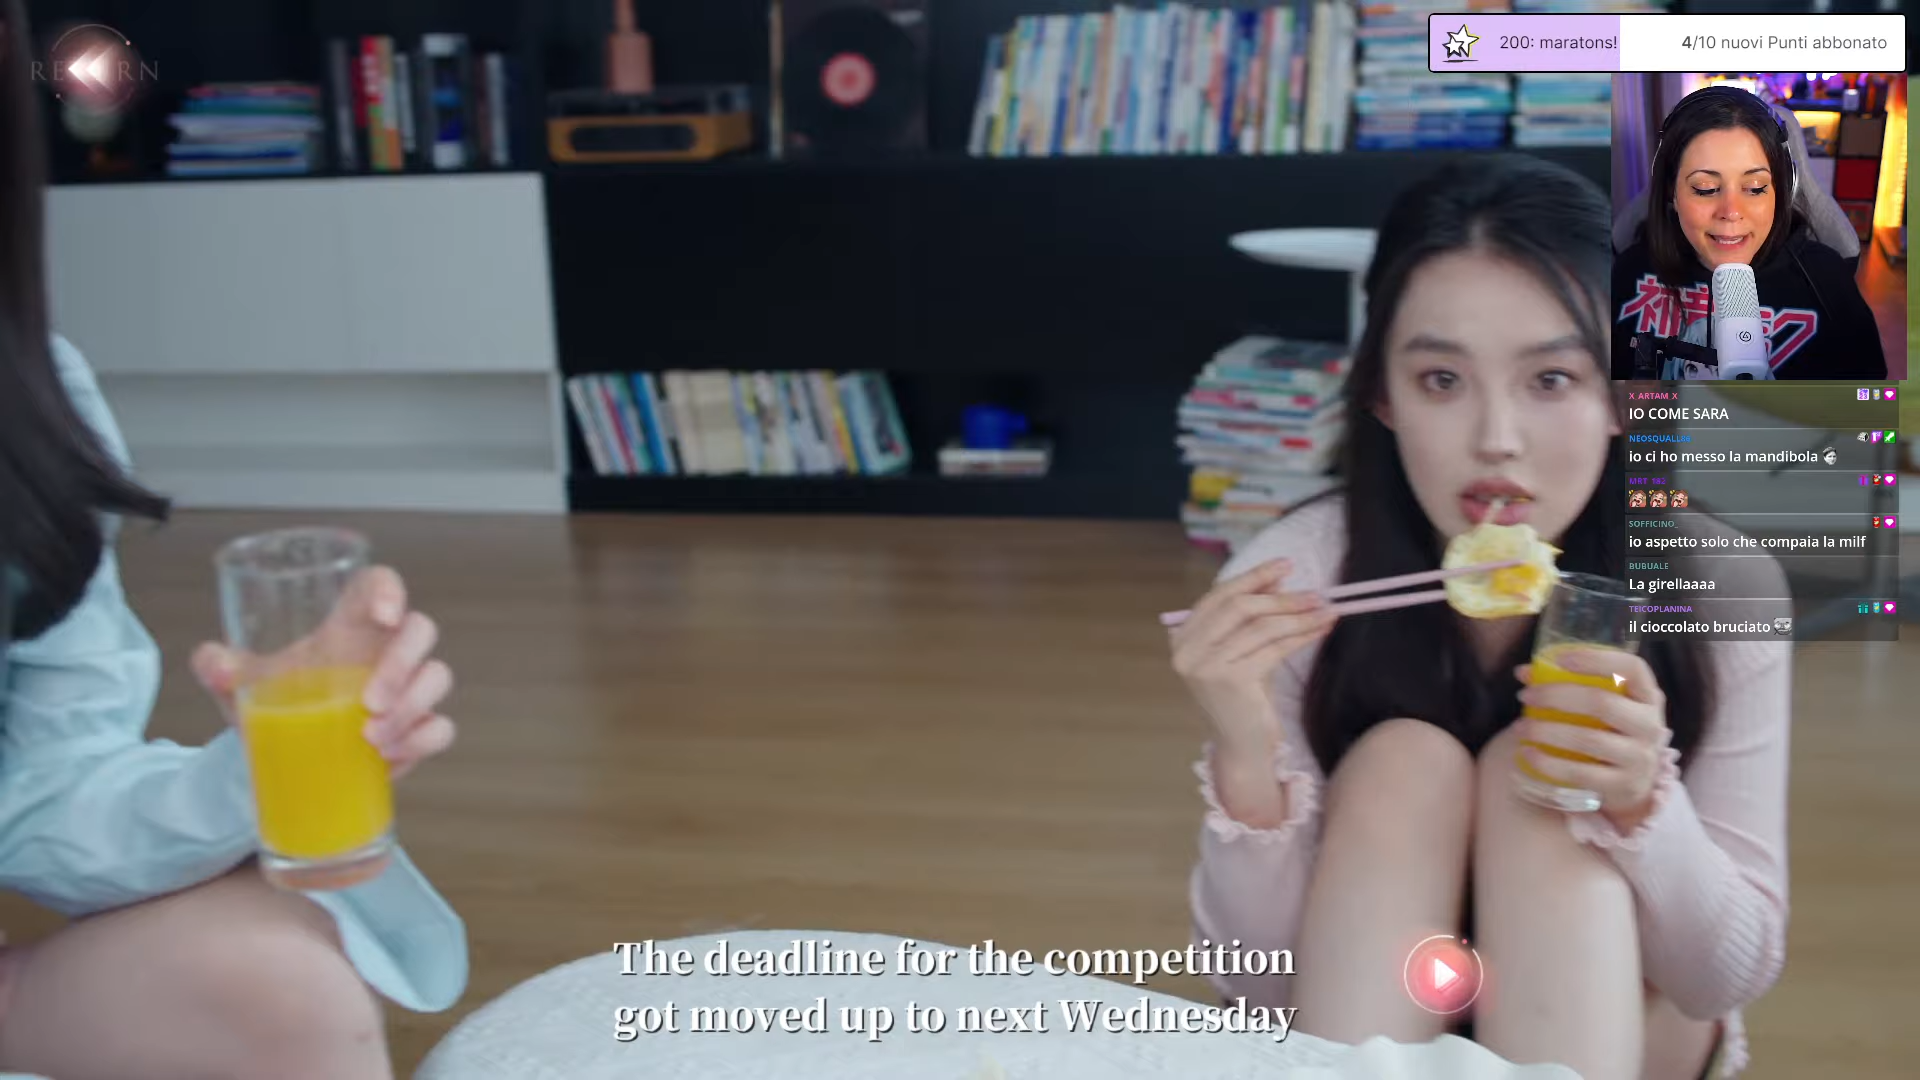 RETURN
200: maratons!
4/10 nuovi Punti abbonato
X_ARTAM_X
IO COME SARA
io ci ho messo la mandibola
MRT_182
SOFFICINO_
io aspetto solo che compaia la milf
BUBUALE
La girellaaaa
TEICOPLANINA
il cioccolato bruciato
The deadline for the competition
got moved up to next Wednesday